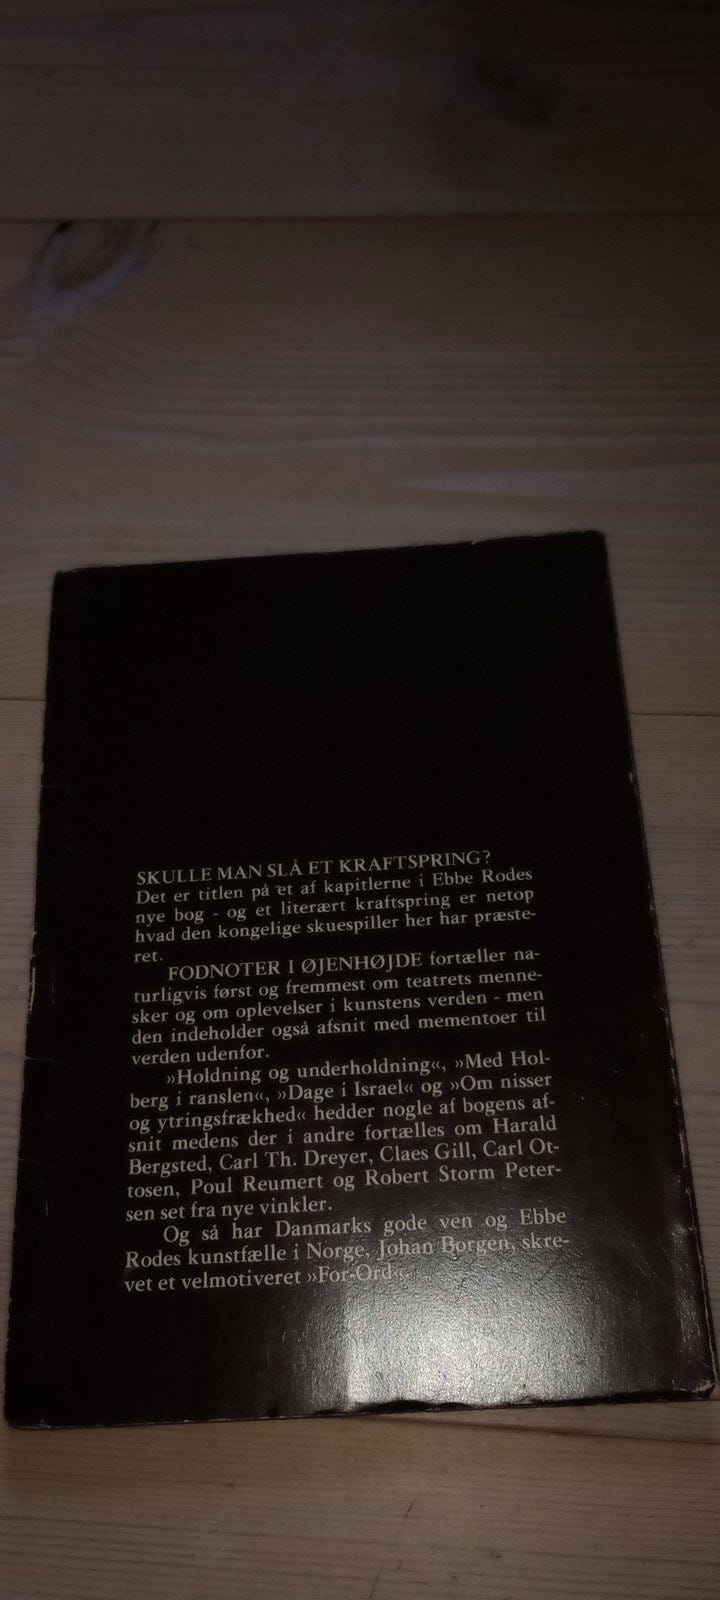 SKULLE MAN SLÅ ET KRAFTSPRING?
Det er titlen på et af kapitlerne i Ebbe Rodes
nye bog - og et literært kraftspring er netop
hvad den kongelige skuespiller her har præste-
ret.
FODNOTER I ØJENHØJDE fortæller na-
turligvis først og fremmest om teatrets menne-
sker og om oplevelser i kunstens verden - men
den indeholder også afsnit med mementoer til
verden udenfor.
»Holdning og underholdning«, »Med Hol-
berg i ranslen«, »Dage i Israel« og »Om nisser
og ytringsfrækhed« hedder nogle af bogens af-
snit medens der i andre fortælles om Harald
Bergsted, Carl Th. Dreyer, Claes Gill, Carl Ot-
tosen, Poul Reumert og Robert Storm Peter-
sen set fra nye vinkler.
Og så har Danmarks gode ven og Ebbe
Rodes kunstfælle i Norge, Johan Borgen, skre-
vet et velmotiveret »For-Ord«.